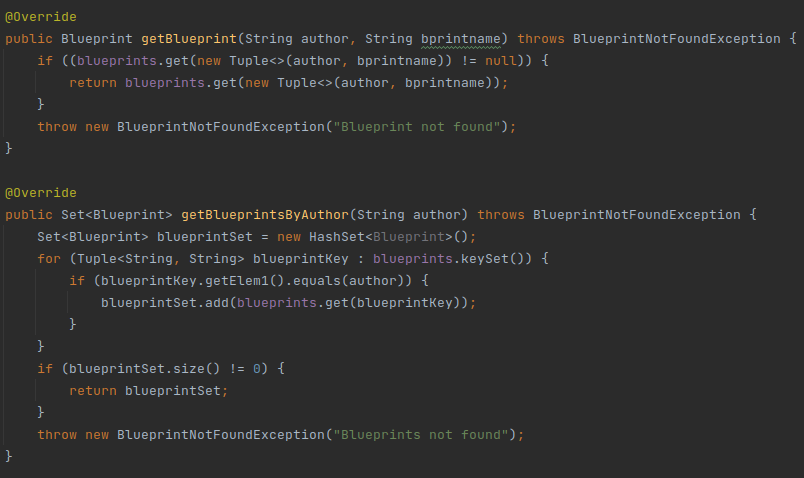 @Override
public Blueprint getBlueprint(String author, String bprintname) throws BlueprintNotFoundException {
    if ((blueprints.get(new Tuple<>(author, bprintname)) != null)) {
        return blueprints.get(new Tuple<>(author, bprintname));
    }
    throw new BlueprintNotFoundException("Blueprint not found");
}

@Override
public Set<Blueprint> getBlueprintsByAuthor(String author) throws BlueprintNotFoundException {
    Set<Blueprint> blueprintSet = new HashSet<Blueprint>();
    for (Tuple<String, String> blueprintKey : blueprints.keySet()) {
        if (blueprintKey.getElem1().equals(author)) {
            blueprintSet.add(blueprints.get(blueprintKey));
        }
    }
    if (blueprintSet.size() != 0) {
        return blueprintSet;
    }
    throw new BlueprintNotFoundException("Blueprints not found");
}